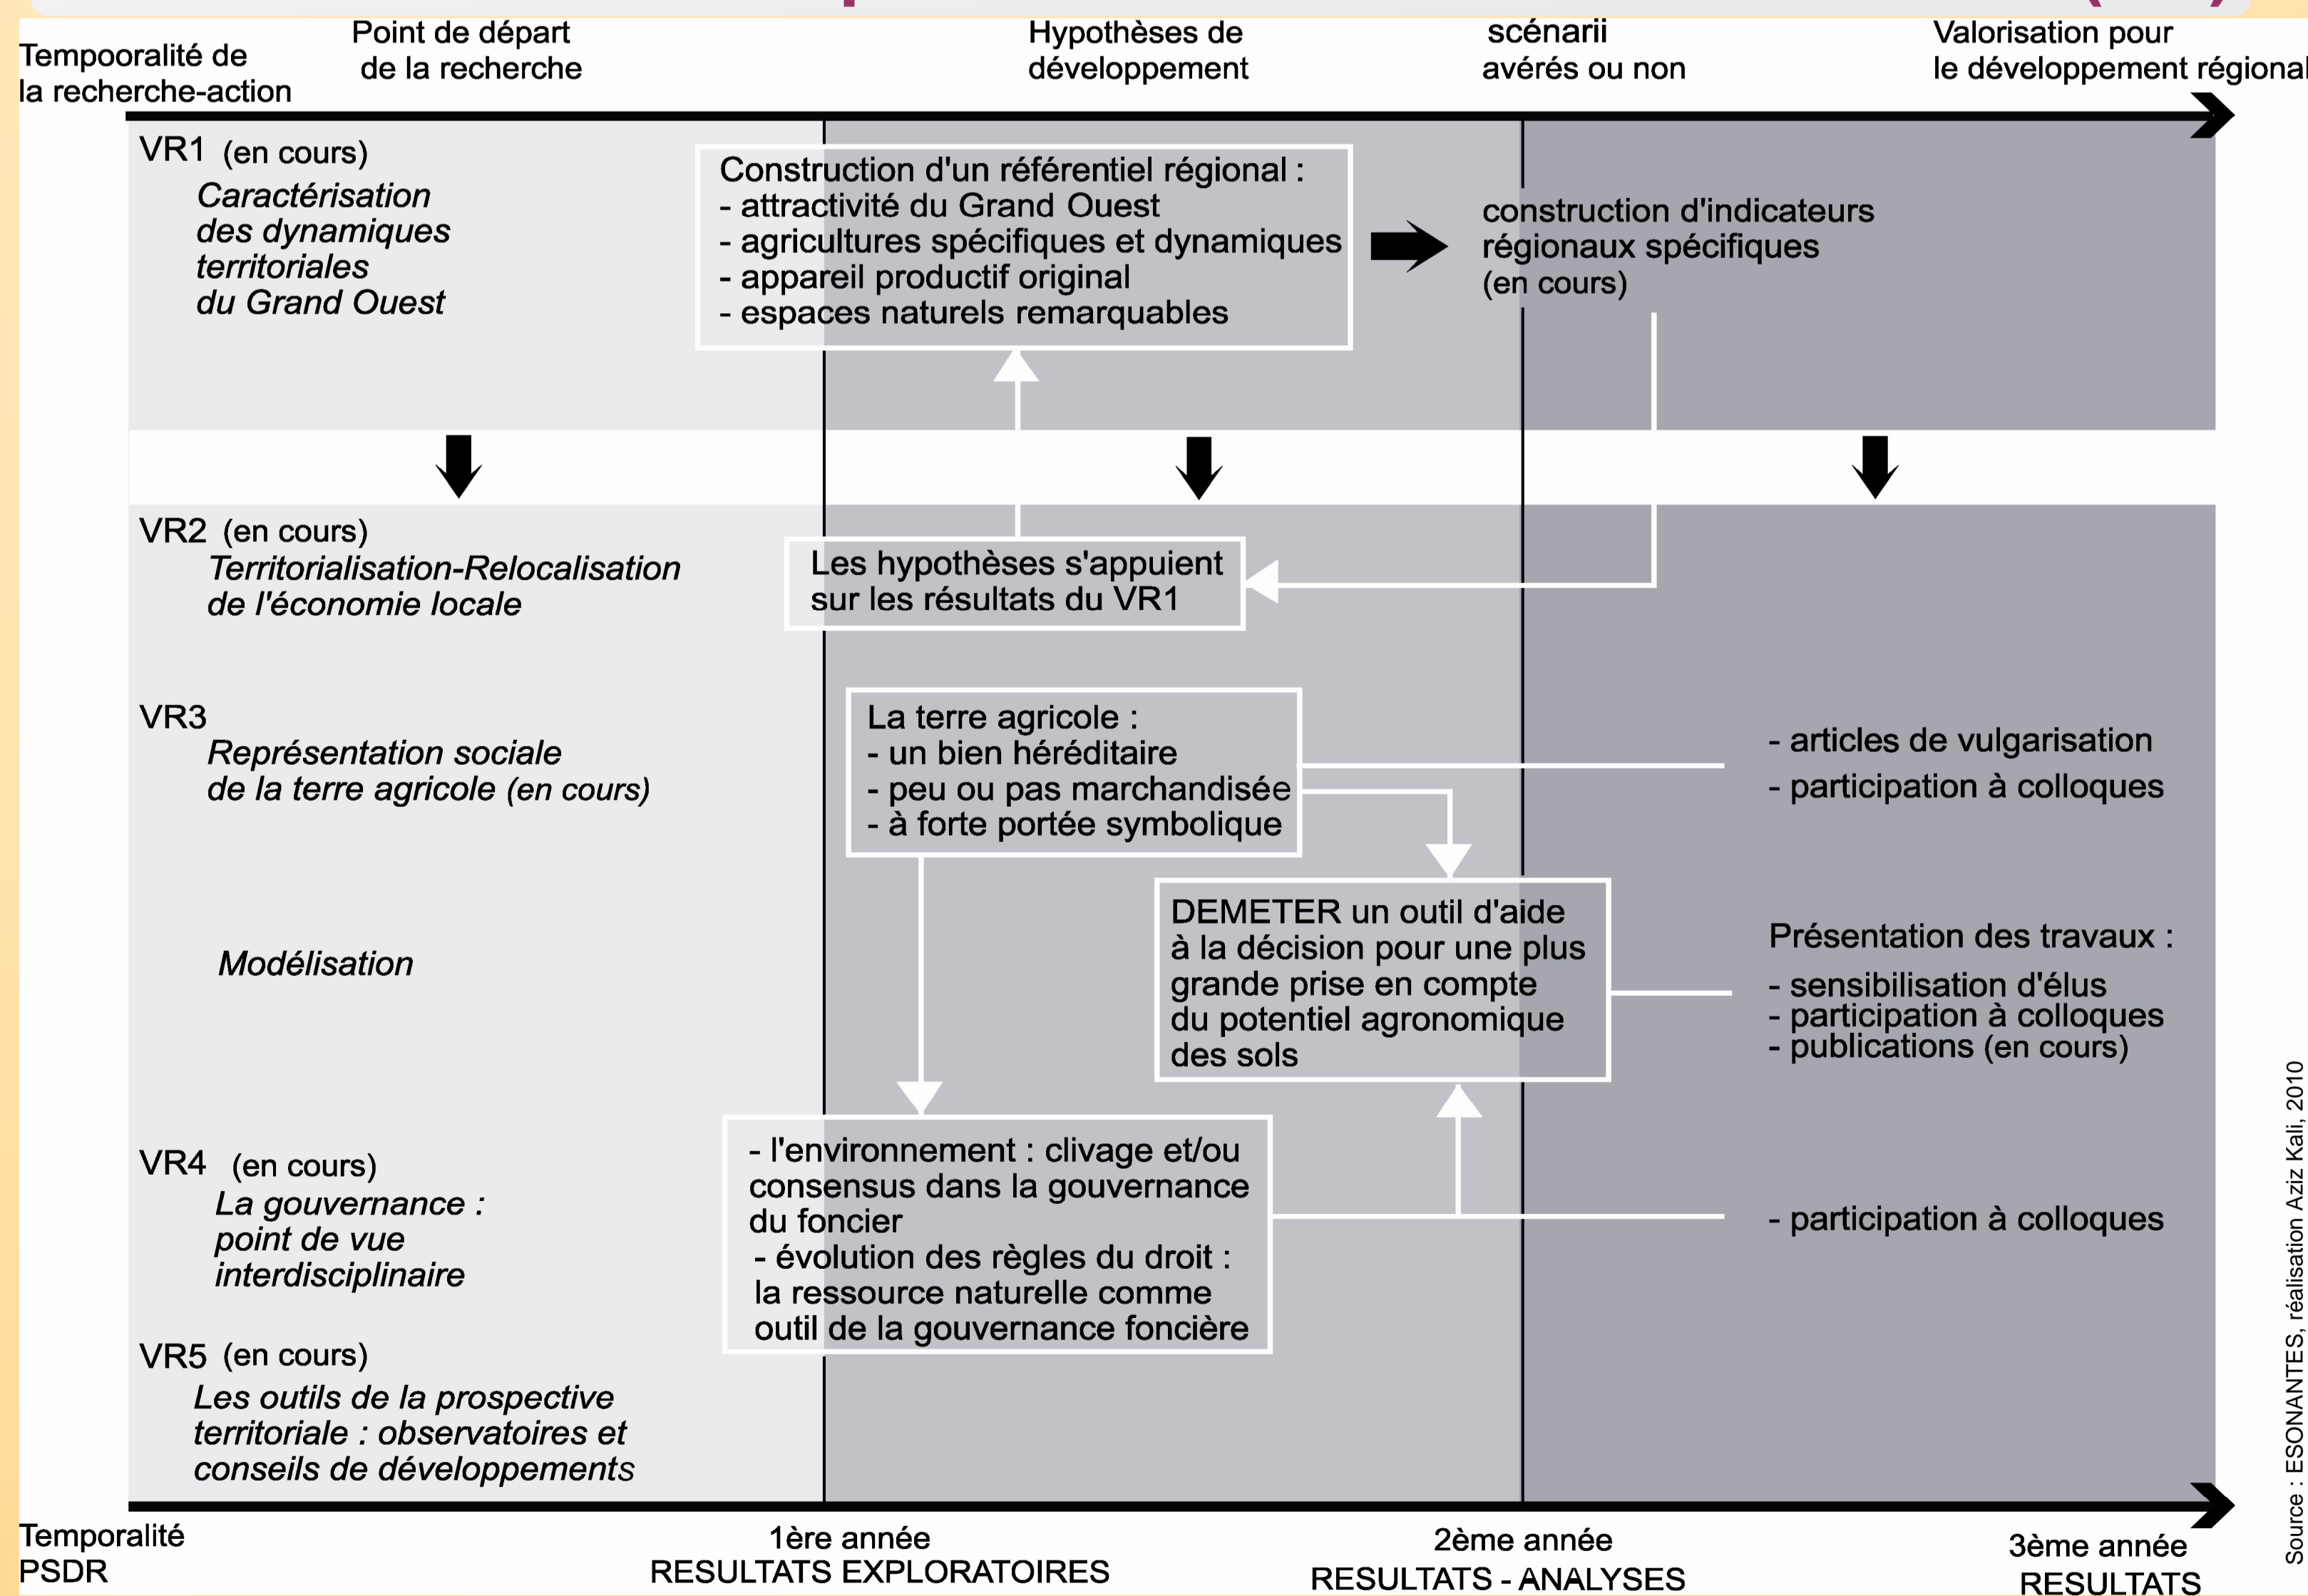 Tempooralité de
la recherche-action
Point de départ
de la recherche
Hypothèses de
développement
scénarii
avérés ou non
Valorisation pour
le développement régional
VR1 (en cours)
Caractérisation
des dynamiques
territoriales
du Grand Ouest
Construction d'un référentiel régional :
- attractivité du Grand Ouest
- agricultures spécifiques et dynamiques
- appareil productif original
- espaces naturels remarquables
construction d'indicateurs
régionaux spécifiques
(en cours)
VR2 (en cours)
Territorialisation-Relocalisation
de l'économie locale
Les hypothèses s'appuient
sur les résultats du VR1
VR3
Représentation sociale
de la terre agricole (en cours)
La terre agricole :
- un bien héréditaire
- peu ou pas marchandisée
- à forte portée symbolique
- articles de vulgarisation
- participation à colloques
Modélisation
DEMETER un outil d'aide
à la décision pour une plus
grande prise en compte
du potentiel agronomique
des sols
Présentation des travaux :
- sensibilisation d'élus
- participation à colloques
- publications (en cours)
VR4 (en cours)
La gouvernance :
point de vue
interdisciplinaire
- l'environnement : clivage et/ou
consensus dans la gouvernance
du foncier
- évolution des règles du droit :
la ressource naturelle comme
outil de la gouvernance foncière
- participation à colloques
VR5 (en cours)
Les outils de la prospective
territoriale : observatoires et
conseils de développements
Temporalité
PSDR
1ère année
RESULTATS EXPLORATOIRES
2ème année
RESULTATS - ANALYSES
3ème année
RESULTATS
Source : ESONANTES, réalisation Aziz Kali, 2010